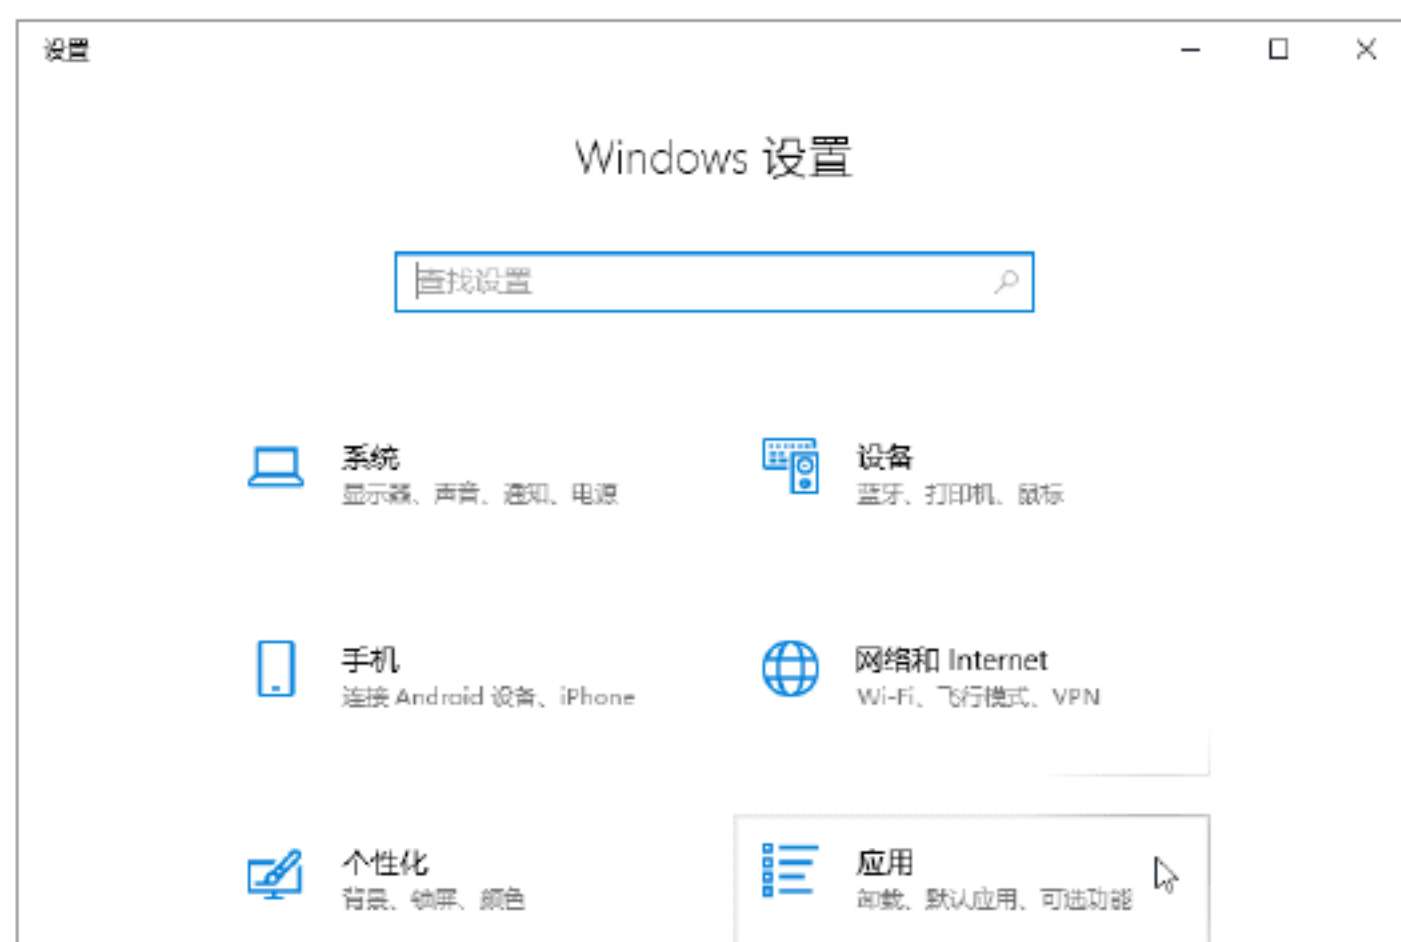 设置
Windows 设置
查找设置
系统
显示器、声音、通知、电源
设备
蓝牙、打印机、鼠标
手机
连接 Android 设备、iPhone
网络和 Internet
Wi-Fi、飞行模式、VPN
个性化
背景、锁屏、颜色
应用
卸载、默认应用、可选功能